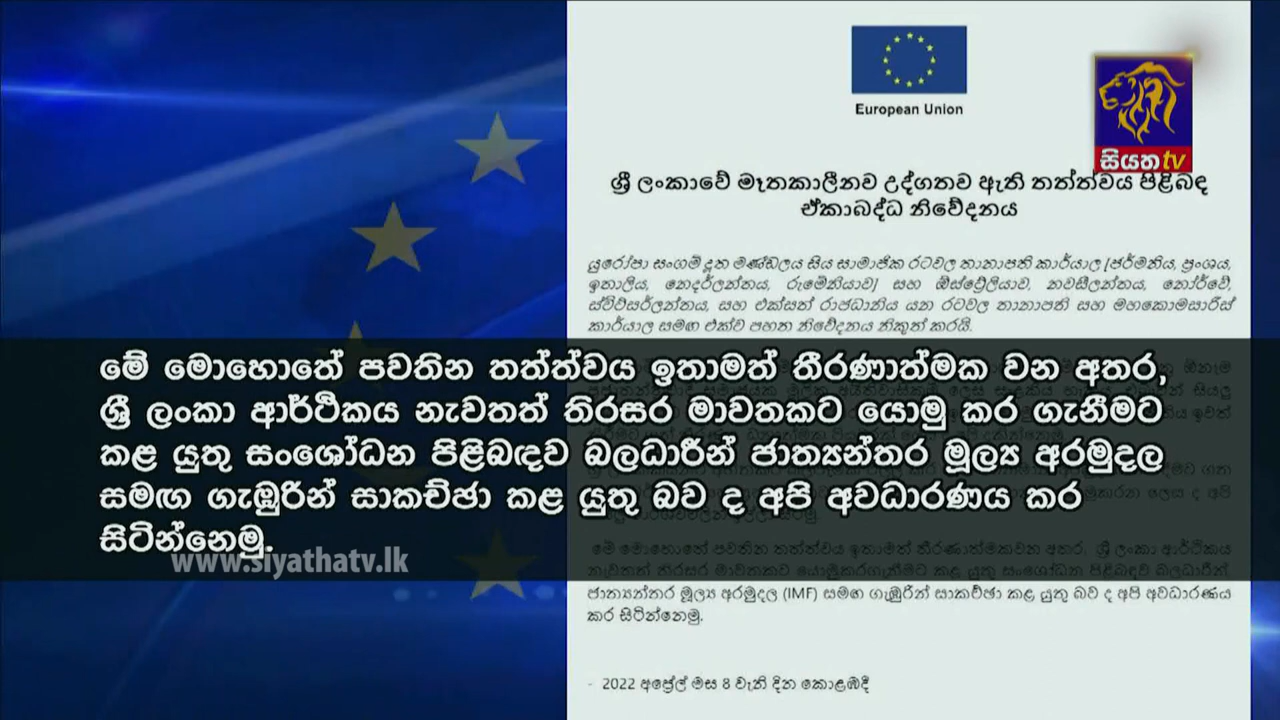 European Union
සියත tv
ශ්‍රී ලංකාවේ මෑතකාලීනව උද්ගතව ඇති තත්ත්වය පිළිබඳ
ඒකාබද්ධ නිවේදනය
යුරෝපා සංගම් දූත මණ්ඩලය සිය සාමාජික රටවල තානාපති කාර්යාල [ජර්මනිය, ප්‍රංශය,
ඉතාලිය, නෙදර්ලන්තය, රුමේනියාව] සහ ඕස්ට්‍රේලියාව, නවසීලන්තය, නෝර්වේ,
ස්විට්සර්ලන්තය, සහ එක්සත් රාජධානිය යන රටවල තානාපති සහ මහකොමසාරිස්
කාර්යාල සමඟ එක්ව පහත නිවේදනය නිකුත් කරයි.
මේ මොහොතේ පවතින තත්ත්වය ඉතාමත් තීරණාත්මක වන අතර,
ශ්‍රී ලංකා ආර්ථිකය නැවතත් තිරසර මාවතකට යොමු කර ගැනීමට
කළ යුතු සංශෝධන පිළිබඳව බලධාරීන් ජාත්‍යන්තර මූල්‍ය අරමුදල
සමඟ ගැඹුරින් සාකච්ඡා කළ යුතු බව ද අපි අවධාරණය කර
සිටින්නෙමු.
www.siyathatv.lk
මේ මොහොතේ පවතින තත්ත්වය ඉතාමත් තීරණාත්මකවන අතර, ශ්‍රී ලංකා ආර්ථිකය
නැවතත් තිරසර මාවතකට යොමුකරගැනීමට කළ යුතු සංශෝධන පිළිබඳව බලධාරීන්,
ජාත්‍යන්තර මූල්‍ය අරමුදල (IMF) සමඟ ගැඹුරින් සාකච්ඡා කළ යුතු බව ද අපි අවධාරණය
කර සිටින්නෙමු.
- 2022 අප්‍රේල් මස 8 වැනි දින කොළඹදී